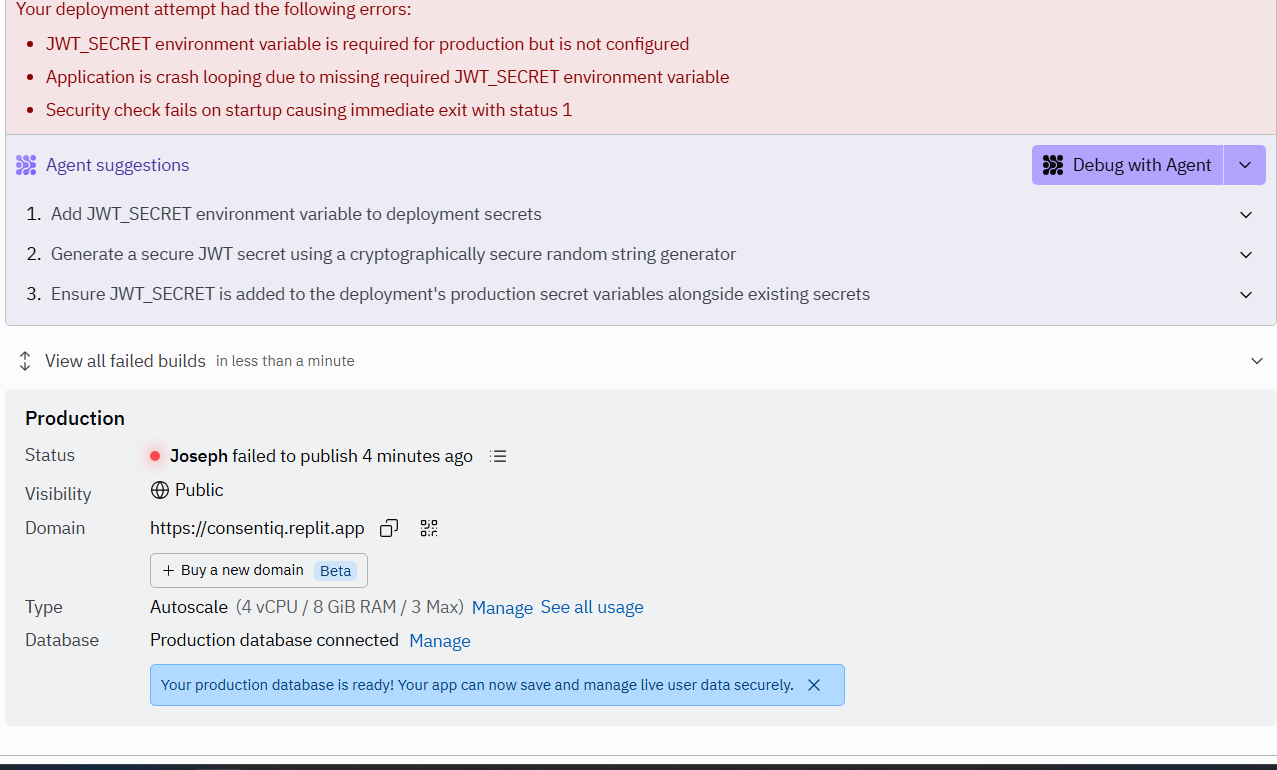 Your deployment attempt had the following errors:
JWT_SECRET environment variable is required for production but is not configured
Application is crash looping due to missing required JWT_SECRET environment variable
Security check fails on startup causing immediate exit with status 1
Agent suggestions
Debug with Agent
1. Add JWT_SECRET environment variable to deployment secrets
2. Generate a secure JWT secret using a cryptographically secure random string generator
3. Ensure JWT_SECRET is added to the deployment's production secret variables alongside existing secrets
View all failed builds in less than a minute
Production
Status Joseph failed to publish 4 minutes ago
Visibility Public
Domain https://consentiq.replit.app
+ Buy a new domain Beta
Type Autoscale (4 vCPU / 8 GiB RAM / 3 Max) Manage See all usage
Database Production database connected Manage
Your production database is ready! Your app can now save and manage live user data securely.